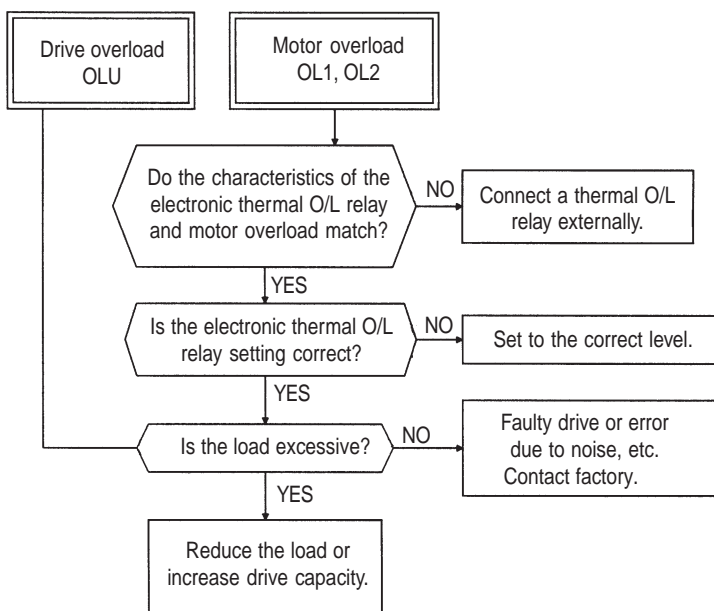 Drive overload
OLU
Motor overload
OL1, OL2
Do the characteristics of the
electronic thermal O/L relay
and motor overload match?
NO
Connect a thermal O/L
relay externally.
YES
Is the electronic thermal O/L
relay setting correct?
NO
Set to the correct level.
YES
Is the load excessive?
NO
Faulty drive or error
due to noise, etc.
Contact factory.
YES
Reduce the load or
increase drive capacity.